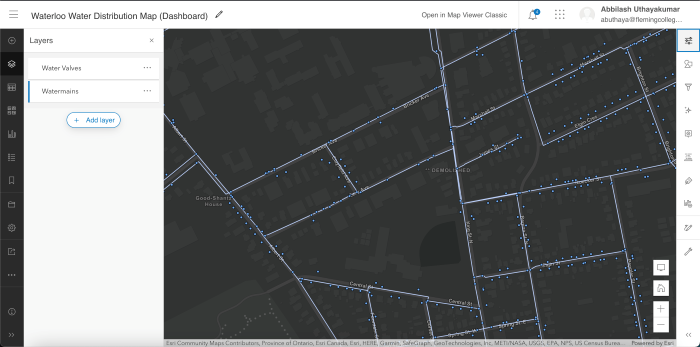 Waterloo Water Distribution Map (Dashboard)
Open in Map Viewer Classic
Abbilash Uthayakumar
abuthaya@flemingcolleg...
Layers
Water Valves
Watermains
+ Add layer
DEMOLISHED
Good-Shantz
House
Central St
Central St
Esri Community Maps Contributors, Province of Ontario, Esri Canada, Esri, HERE, Garmin, SafeGraph, GeoTechnologies, Inc, METI/NASA, USGS, EPA, NPS, US Census Burea...
Powered by Esri